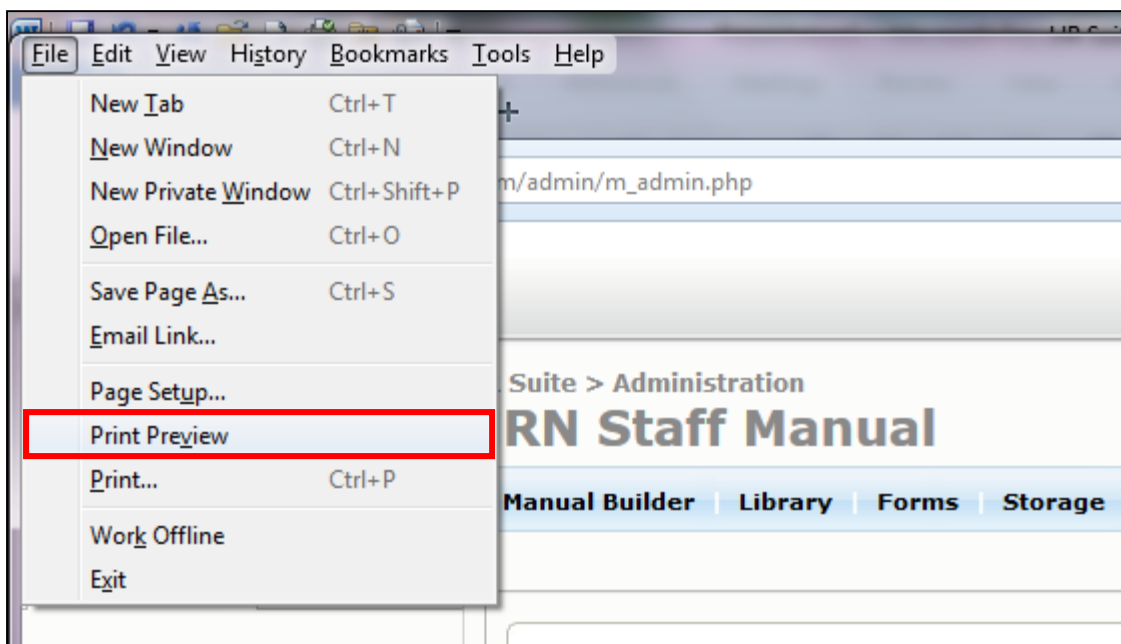 File Edit View History Bookmarks Tools Help
New Tab Ctrl+T
New Window Ctrl+N
New Private Window Ctrl+Shift+P
Open File... Ctrl+O
Save Page As... Ctrl+S
Email Link...
Page Setup...
Print Preview
Print... Ctrl+P
Work Offline
Exit
+
m/admin/m_admin.php
Suite > Administration
RN Staff Manual
Manual Builder Library Forms Storage